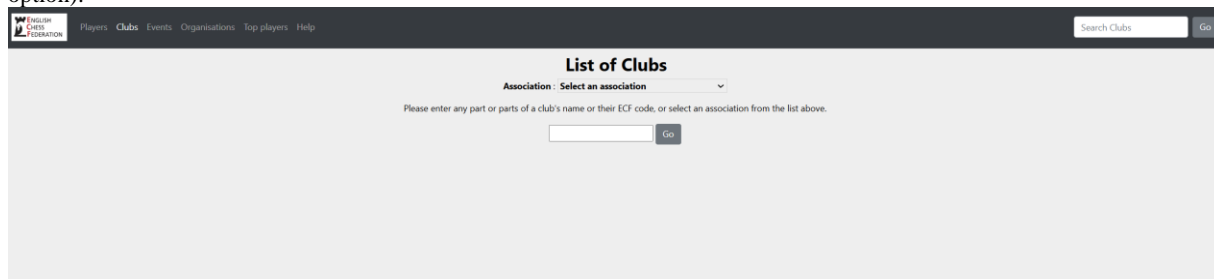 option).
ENGLISH
CHESS
FEDERATION
Players Clubs Events Organisations Top players Help
Search Clubs Go
List of Clubs
Association : Select an association
Please enter any part or parts of a club's name or their ECF code, or select an association from the list above.
Go